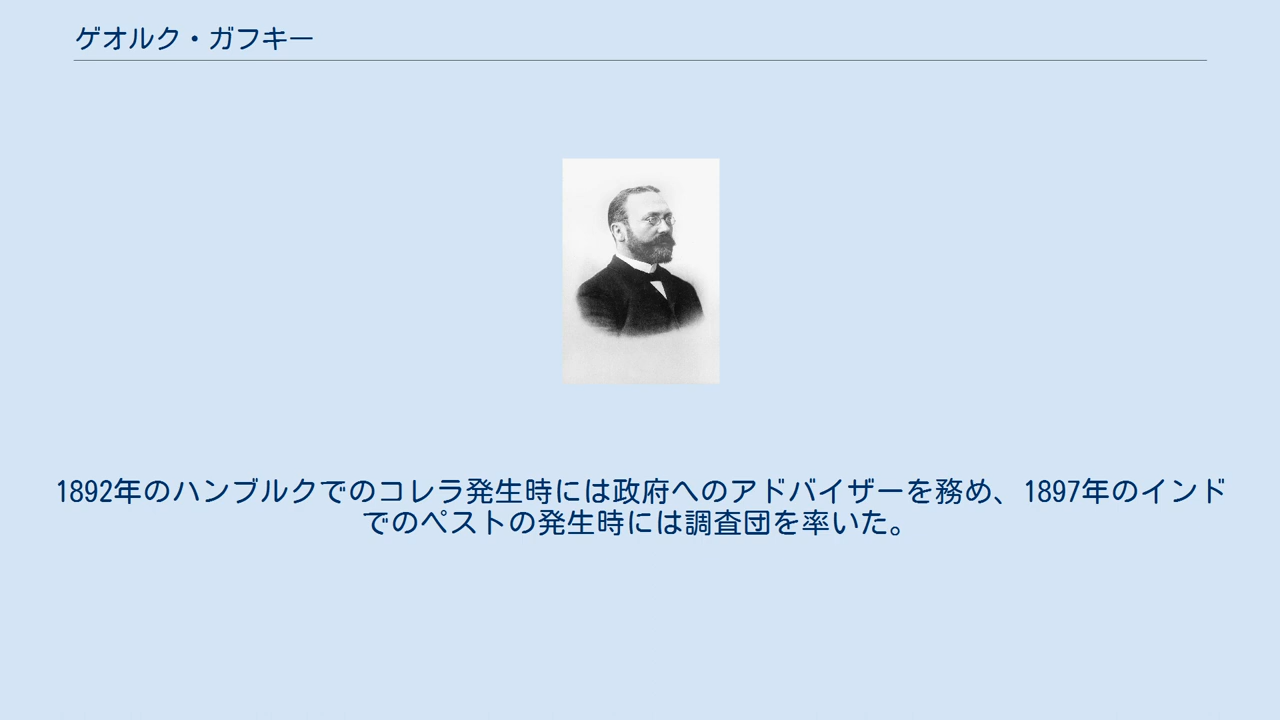 ゲオルク・ガフキー
1892年のハンブルクでのコレラ発生時には政府へのアドバイザーを務め、1897年のインド
でのペストの発生時には調査団を率いた。